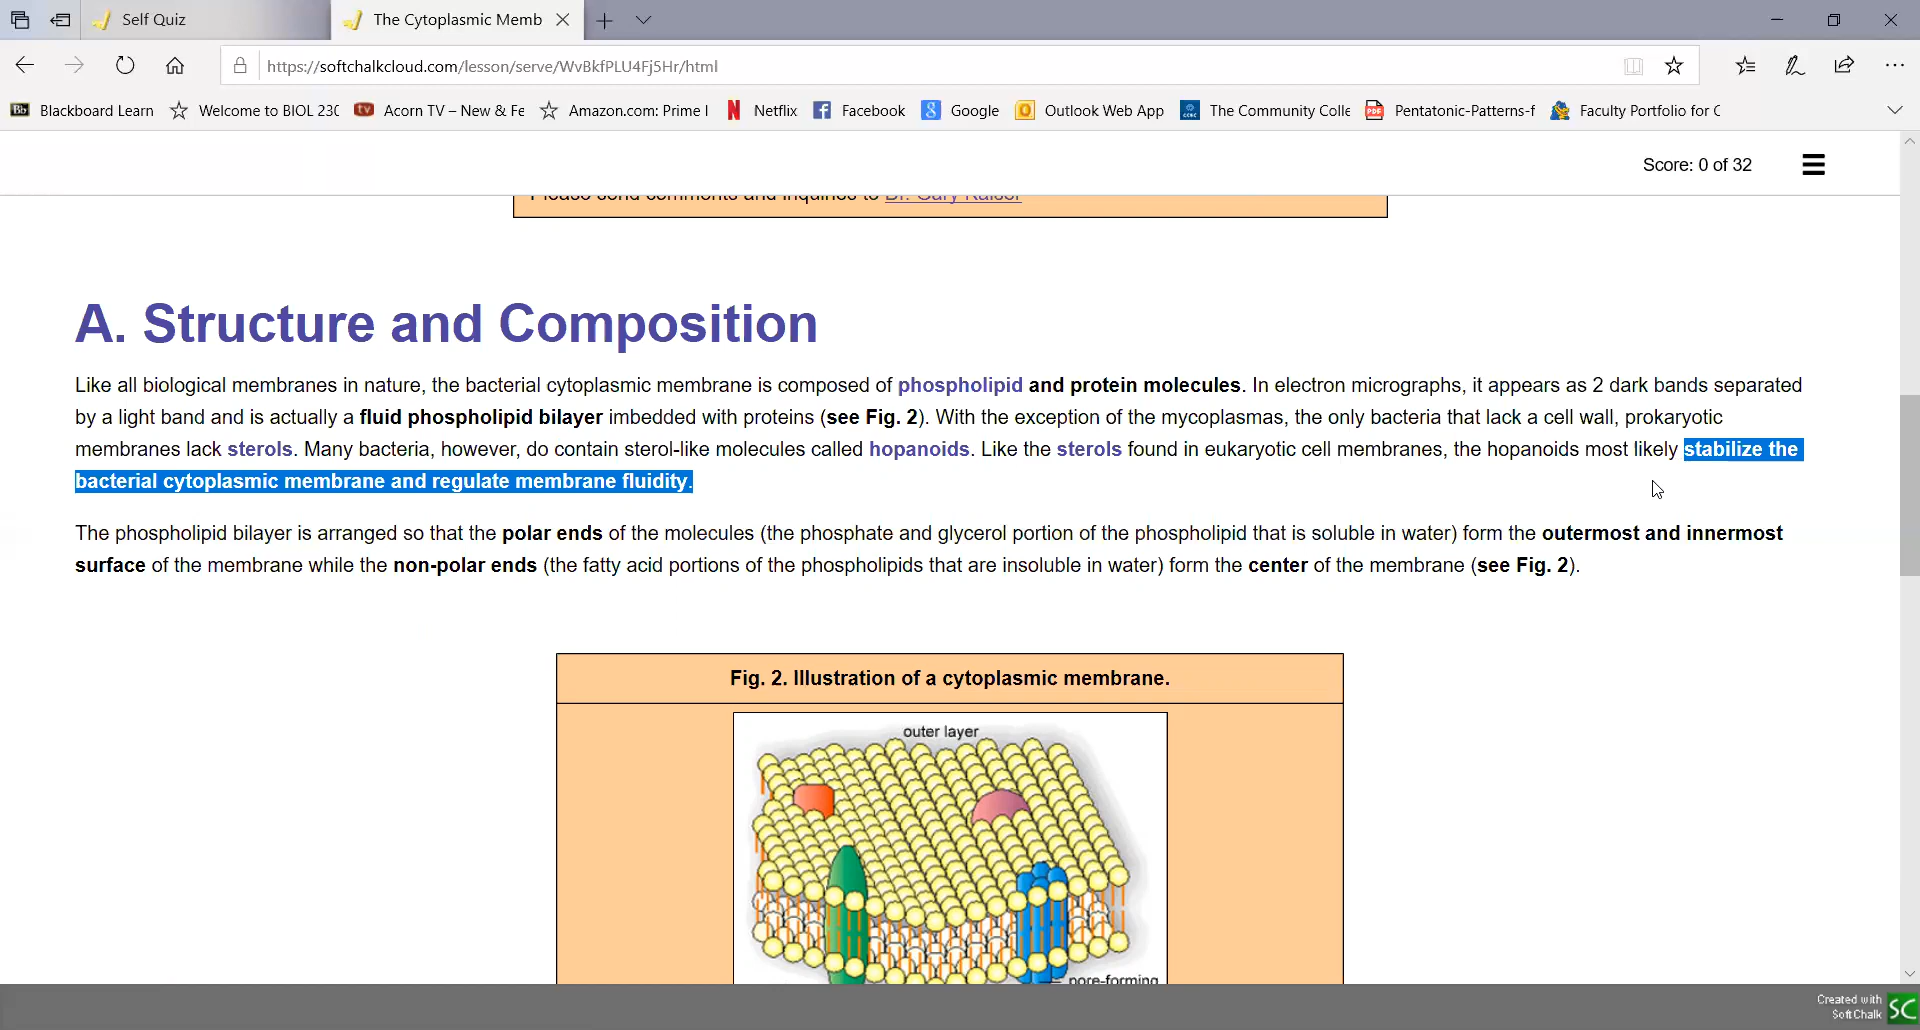 Self Quiz
The Cytoplasmic Memb
https://softchalkcloud.com/lesson/serve/WvBkfPLU4Fj5Hr/html
Blackboard Learn Welcome to BIOL 230 Acorn TV – New & Fe Amazon.com: Prime I Netflix Facebook Google Outlook Web App The Community Colle Pentatonic-Patterns-f Faculty Portfolio for C
Score: 0 of 32
Please send comments and inquiries to Dr. Gary Kaiser
A. Structure and Composition
Like all biological membranes in nature, the bacterial cytoplasmic membrane is composed of phospholipid and protein molecules. In electron micrographs, it appears as 2 dark bands separated
by a light band and is actually a fluid phospholipid bilayer imbedded with proteins (see Fig. 2). With the exception of the mycoplasmas, the only bacteria that lack a cell wall, prokaryotic
membranes lack sterols. Many bacteria, however, do contain sterol-like molecules called hopanoids. Like the sterols found in eukaryotic cell membranes, the hopanoids most likely stabilize the
bacterial cytoplasmic membrane and regulate membrane fluidity.
The phospholipid bilayer is arranged so that the polar ends of the molecules (the phosphate and glycerol portion of the phospholipid that is soluble in water) form the outermost and innermost
surface of the membrane while the non-polar ends (the fatty acid portions of the phospholipids that are insoluble in water) form the center of the membrane (see Fig. 2).
Fig. 2. Illustration of a cytoplasmic membrane.
outer layer
pore-forming
Created with
SoftChalk SC